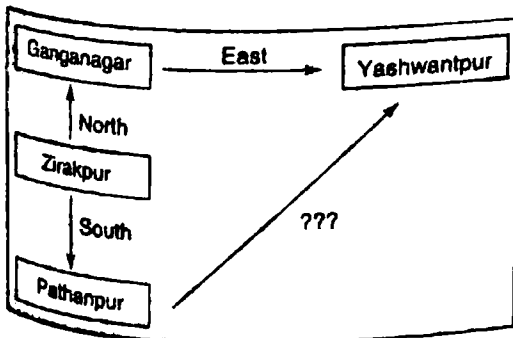 Ganganagar
East
Yashwantpur
North
Zirakpur
South
???
Pathanpur